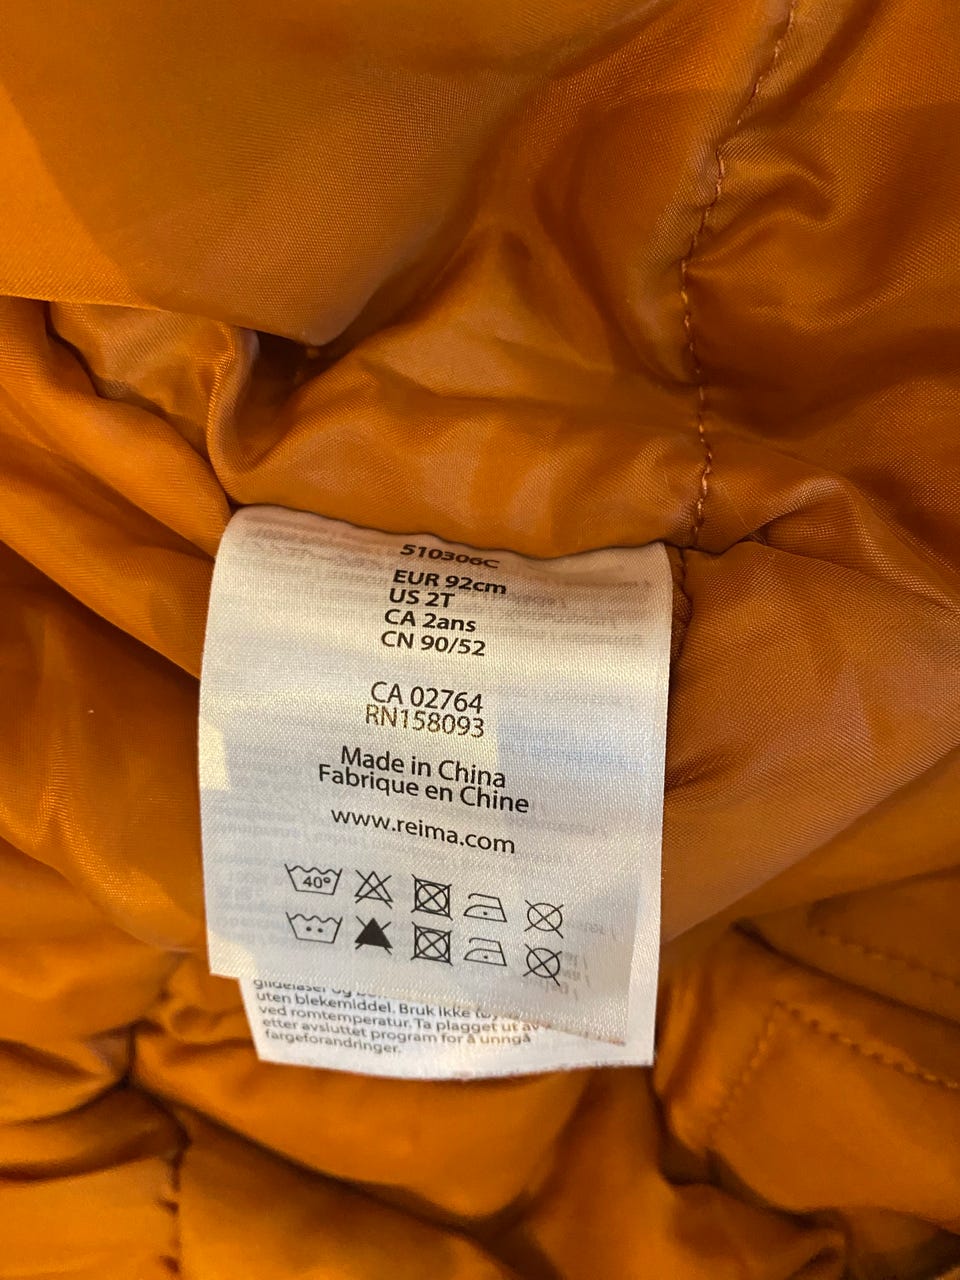 510306C
EUR 92cm
US 2T
CA 2ans
CN 90/52
CA 02764
RN158093
Made in China
Fabrique en Chine
www.reima.com
40°
uten blekemiddel. Bruk ikke
ved romtemperatur. Ta plagget ut av
etter avsluttet program for å unngå
fargeforandringer.